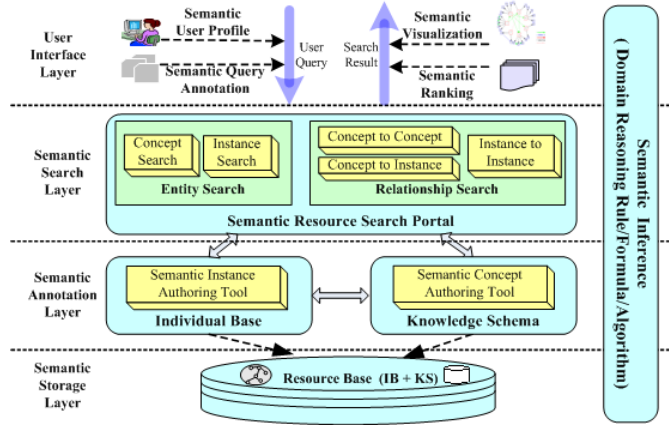 User
Interface
Layer
Semantic
User Profile
Semantic Query
Annotation
User
Query
Search
Result
Semantic
Visualization
Semantic
Ranking
Semantic
Search
Layer
Concept
Search
Instance
Search
Entity Search
Concept to Concept
Concept to Instance
Instance to
Instance
Relationship Search
Semantic Resource Search Portal
Semantic
Annotation
Layer
Semantic Instance
Authoring Tool
Individual Base
Semantic Concept
Authoring Tool
Knowledge Schema
Semantic
Storage
Layer
Resource Base (IB + KS)
Semantic Inference
( Domain Reasoning Rule/Formula/Algorithm)